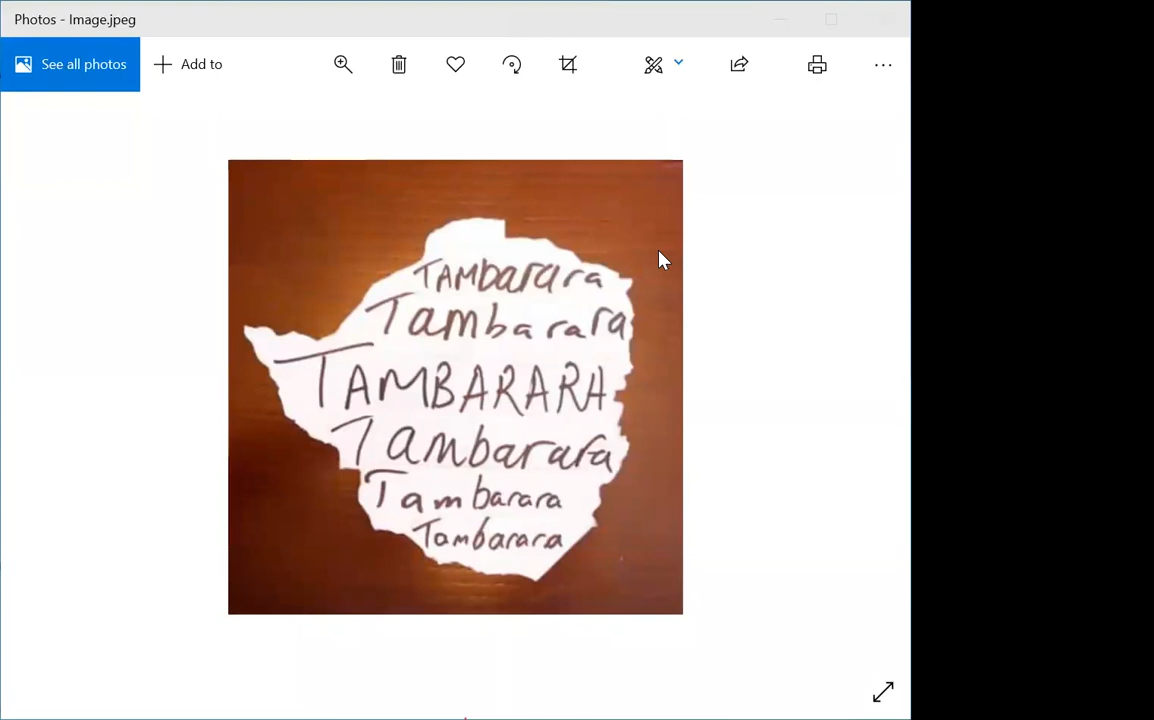 Photos - Image.jpeg
See all photos
Add to
TAMbarara
Tambarara
TAMBARARA
Tambarara
Tambarara
Tambarara